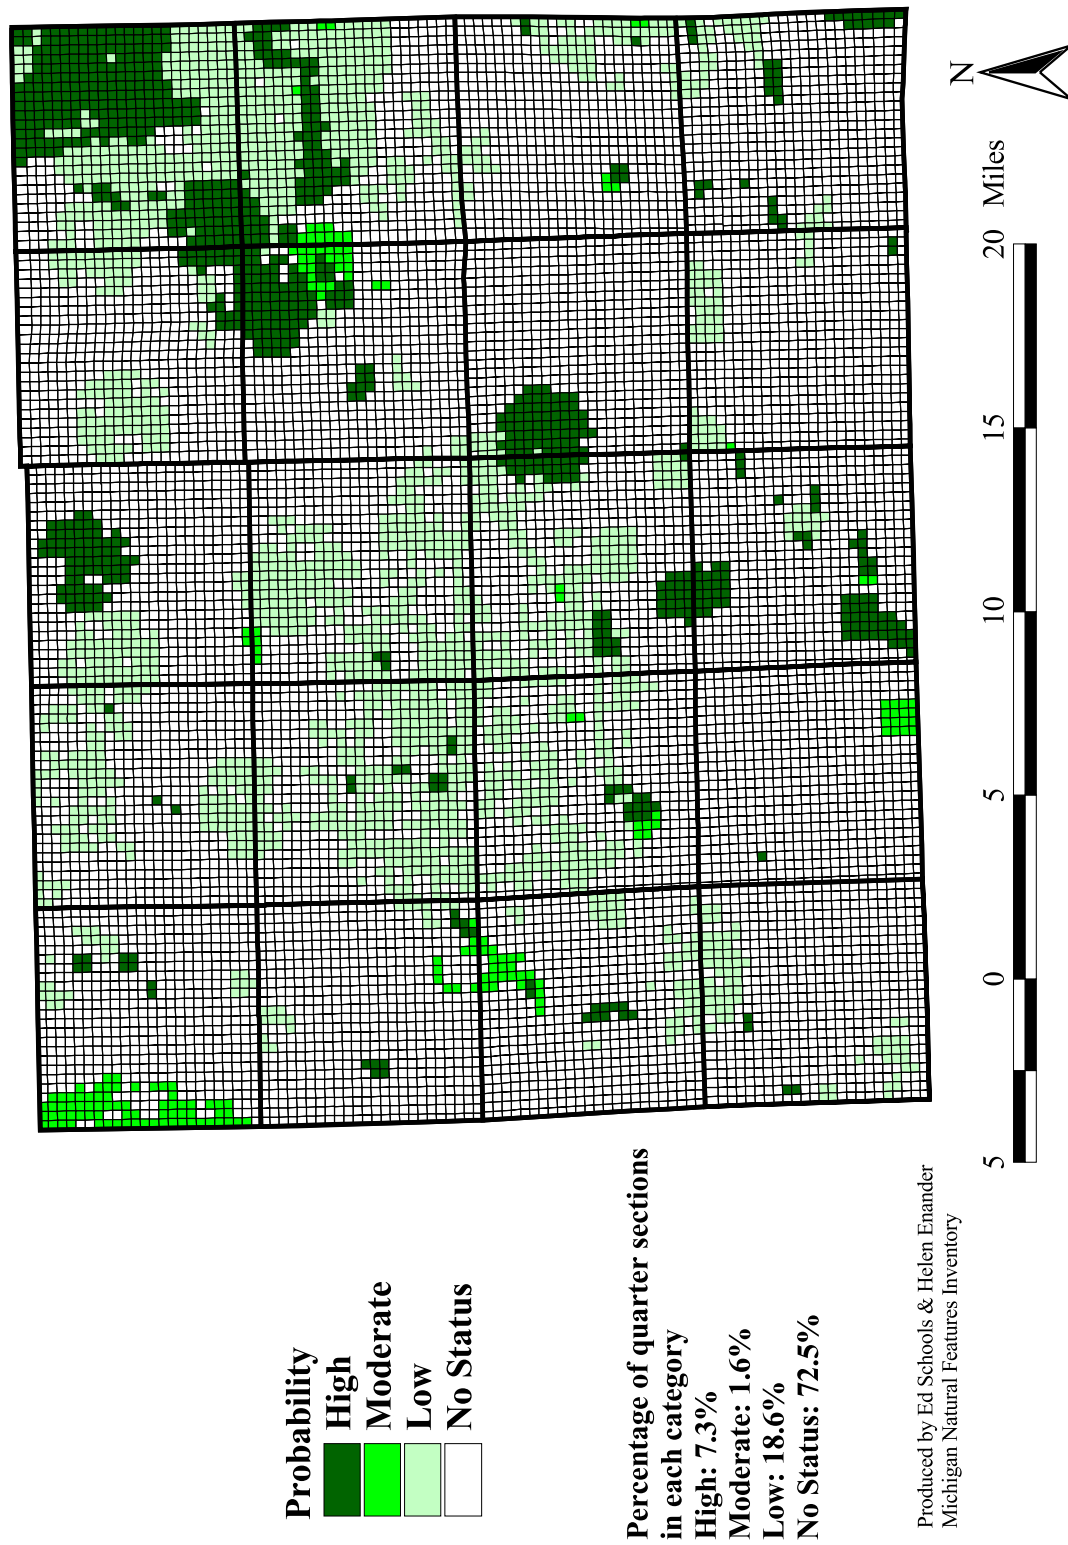 Probability
High
Moderate
Low
No Status
Percentage of quarter sections
in each category
High: 7.3%
Moderate: 1.6%
Low: 18.6%
No Status: 72.5%
Produced by Ed Schools & Helen Enander
Michigan Natural Features Inventory
5 0 5 10 15 20 Miles
N